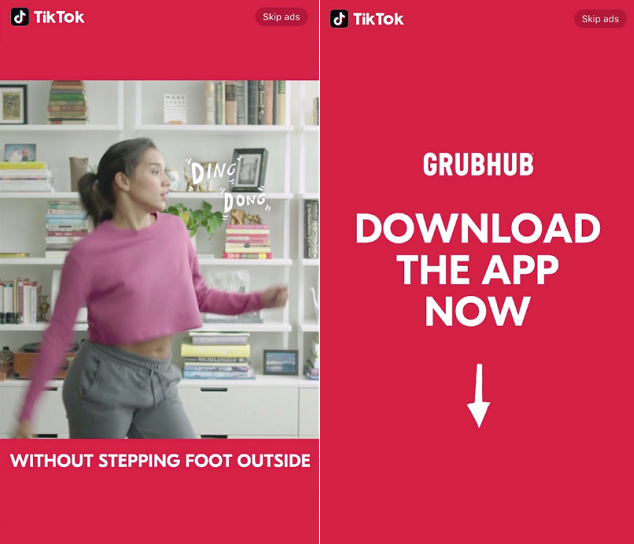 TikTok
Skip ads
"DING
DONG"
WITHOUT STEPPING FOOT OUTSIDE
TikTok
Skip ads
GRUBHUB
DOWNLOAD
THE APP
NOW